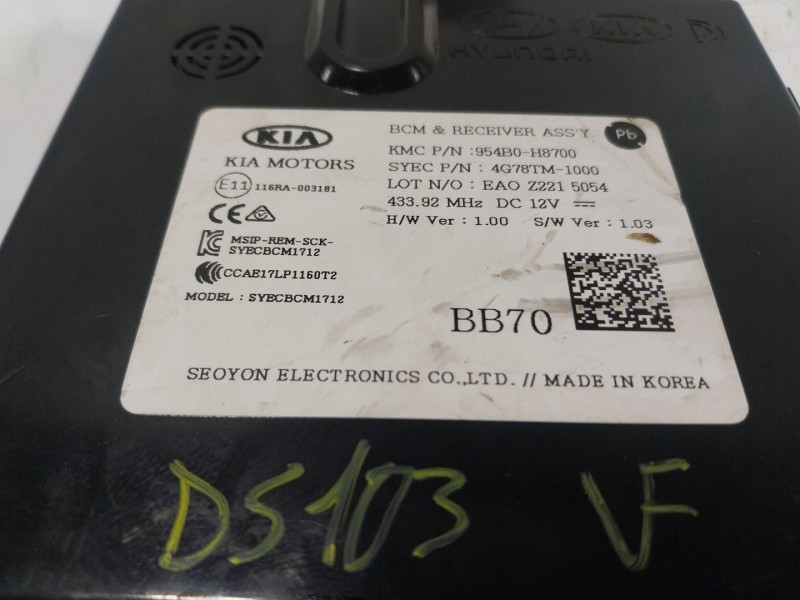 HYUNDAI KIA
KIA
KIA MOTORS
E11 116RA-003181
CE
MSIP-REM-SCK-
SYECBCM1712
CCAE17LP1160T2
MODEL : SYECBCM1712
BCM & RECEIVER ASS'Y Pb
KMC P/N : 954B0-H8700
SYEC P/N : 4G78TM-1000
LOT N/O : EAO Z221 5054
433.92 MHz DC 12V
H/W Ver : 1.00 S/W Ver : 1.03
BB70
SEOYON ELECTRONICS CO.,LTD. // MADE IN KOREA
DS103 VF